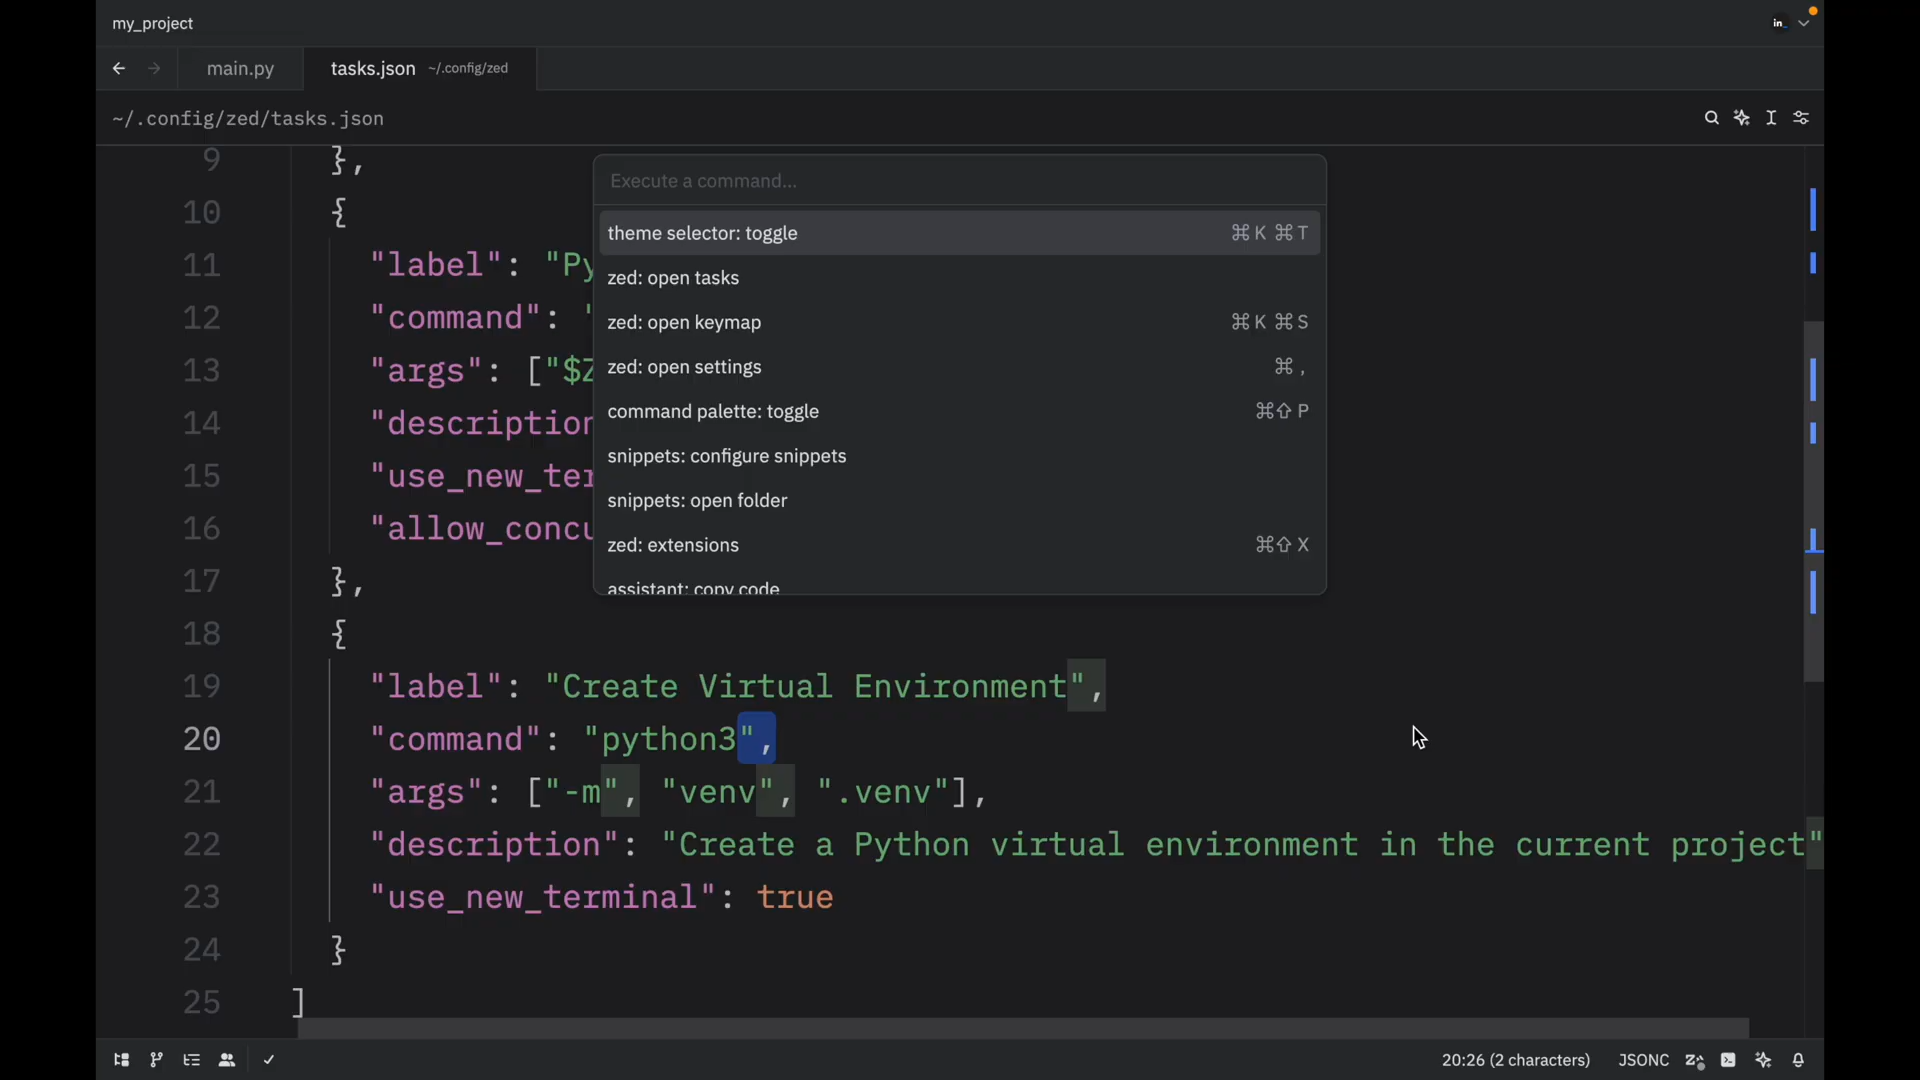 my_project
in_
main.py
tasks.json ~/.config/zed
~/.config/zed/tasks.json
Execute a command...
theme selector: toggle ⌘K ⌘T
zed: open tasks
zed: open keymap ⌘K ⌘S
zed: open settings ⌘,
command palette: toggle ⌘⇧P
snippets: configure snippets
snippets: open folder
zed: extensions ⌘⇧X
assistant: copy code
9 },
10 {
11 "label": "Py
12 "command": "
13 "args": ["$Z
14 "description
15 "use_new_ter
16 "allow_concu
17 },
18 {
19 "label": "Create Virtual Environment",
20 "command": "python3",
21 "args": ["-m", "venv", ".venv"],
22 "description": "Create a Python virtual environment in the current project"
23 "use_new_terminal": true
24 }
25 ]
20:26 (2 characters) JSONC